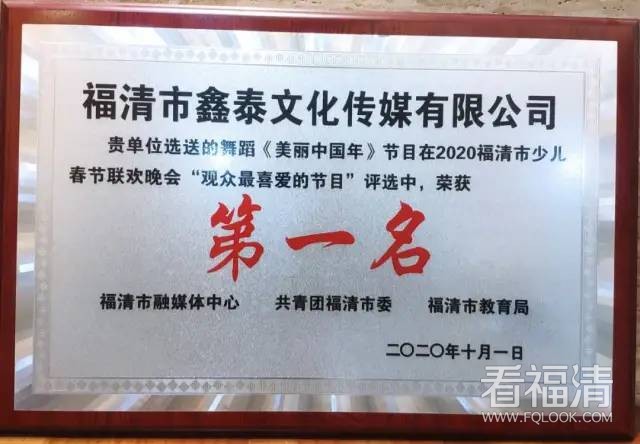 福清市鑫泰文化传媒有限公司
贵单位选送的舞蹈《美丽中国年》节目在2020福清市少儿
春节联欢晚会“观众最喜爱的节目”评选中，荣获
第一名
福清市融媒体中心 共青团福清市委 福清市教育局
二〇二〇年十月一日
看福清
WWW.FQLOOK.COM